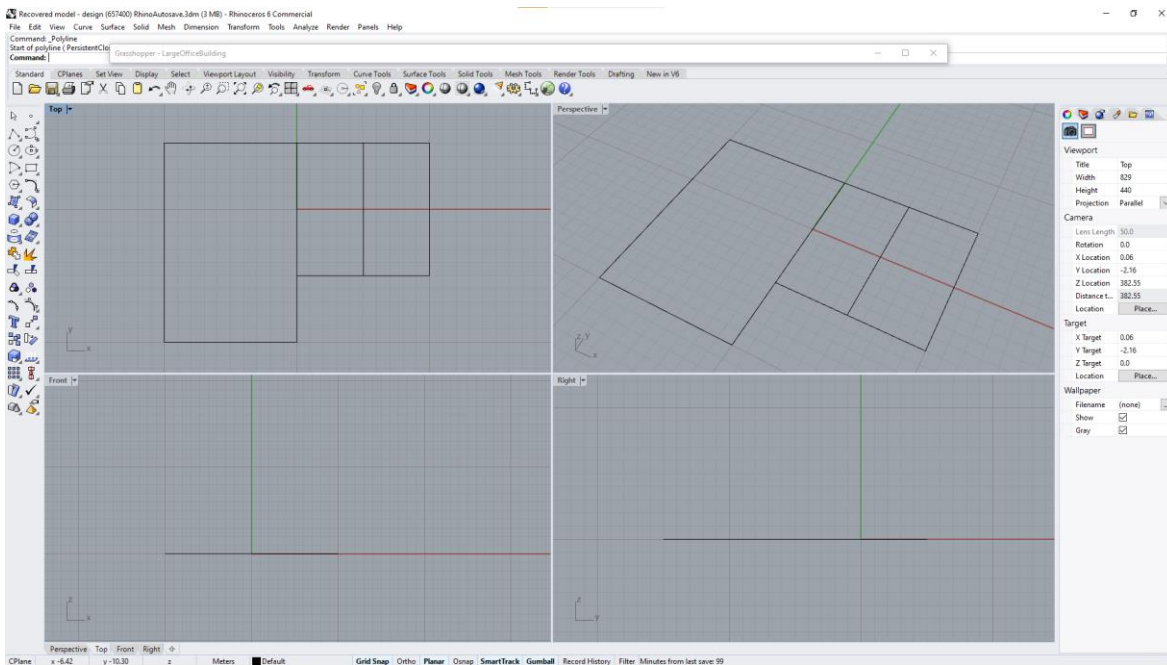 Recovered model - design (657400) RhinoAutosave.3dm (3 MB) - Rhinoceros 6 Commercial
File Edit View Curve Surface Solid Mesh Dimension Transform Tools Analyze Render Panels Help
Command: _Polyline
Start of polyline ( PersistentClo
Command:
Grasshopper - LargeOfficeBuilding
Standard CPlanes Set View Display Select Viewport Layout Visibility Transform Curve Tools Surface Tools Solid Tools Mesh Tools Render Tools Drafting New in V6
Top
y
x
Perspective
z y
x
Front
z
x
Right
z
y
Viewport
Title Top
Width 829
Height 440
Projection Parallel
Camera
Lens Length 50.0
Rotation 0.0
X Location 0.06
Y Location -2.16
Z Location 382.55
Distance t... 382.55
Location Place...
Target
X Target 0.06
Y Target -2.16
Z Target 0.0
Location Place...
Wallpaper
Filename (none) ...
Show
Gray
Perspective Top Front Right
CPlane x -6.42 y -10.30 z Meters Default Grid Snap Ortho Planar Osnap SmartTrack Gumball Record History Filter Minutes from last save: 99